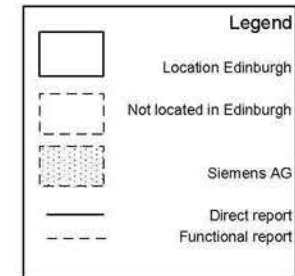 Legend
Location Edinburgh
Not located in Edinburgh
Siemens AG
Direct report
Functional report